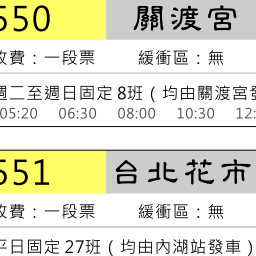 550 關渡宮
收費：一段票 緩衝區：無
週二至週日固定8班（均由關渡宮發
05:20 06:30 08:00 10:30 12:
551 台北花市
收費：一段票 緩衝區：無
平日固定27班（均由內湖站發車）